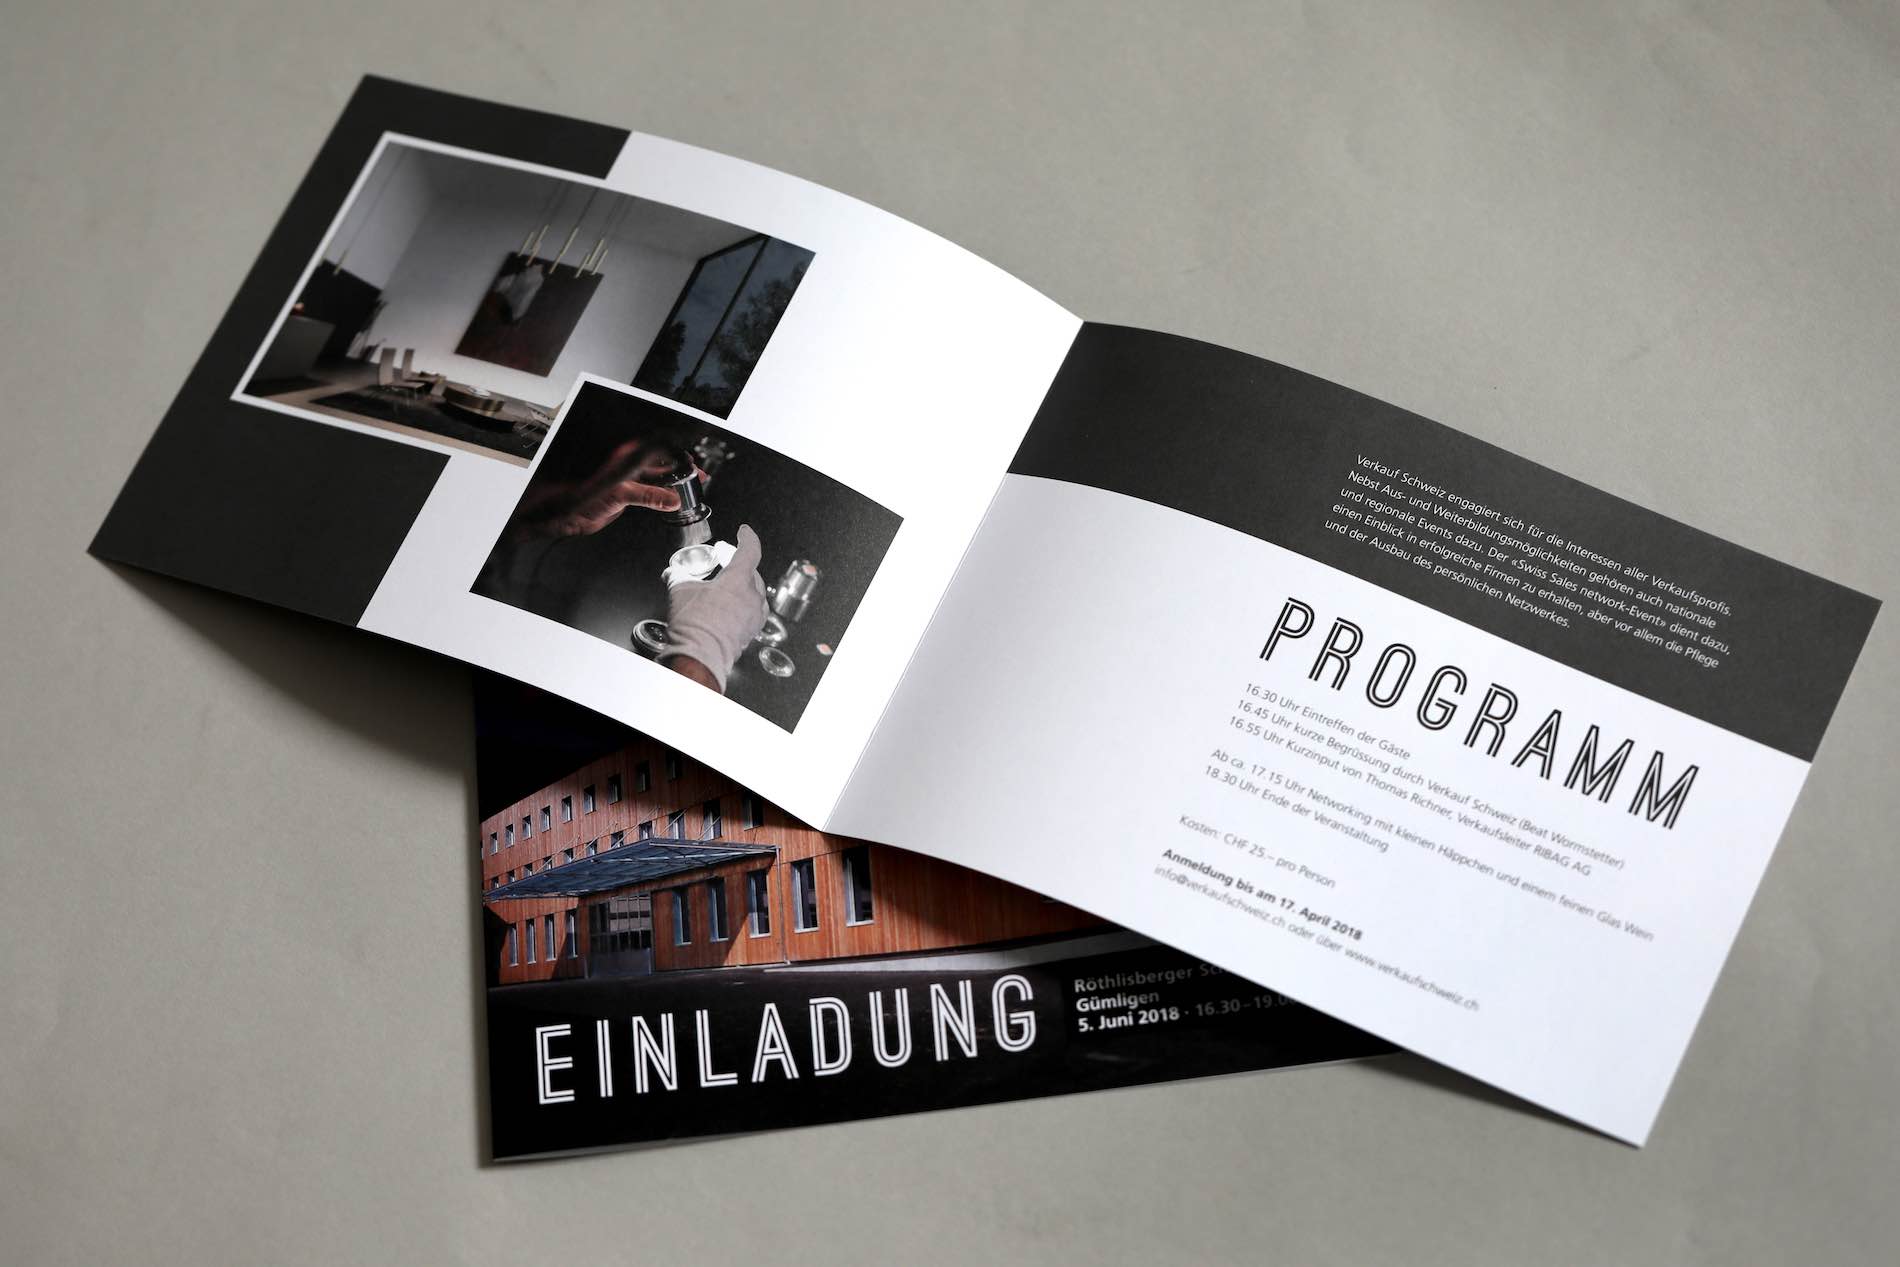 Verkauf Schweiz engagiert sich für die Interessen aller Verkaufsprofis.
Nebst Aus- und Weiterbildungsmöglichkeiten gehören auch nationale
und regionale Events dazu. Der «Swiss Sales network-Event» dient dazu,
einen Einblick in erfolgreiche Firmen zu erhalten, aber vor allem die Pflege
und der Ausbau des persönlichen Netzwerkes.
PROGRAMM
16.30 Uhr Eintreffen der Gäste
16.45 Uhr kurze Begrüssung durch Verkauf Schweiz (Beat Wormstetter)
16.55 Uhr Kurzinput von Thomas Richner, Verkaufsleiter RIBAG AG
Ab ca. 17.15 Uhr Networking mit kleinen Häppchen und einem feinen Glas Wein
18.30 Uhr Ende der Veranstaltung
Kosten: CHF 25.– pro Person
Anmeldung bis am 17. April 2018
info@verkaufschweiz.ch oder über www.verkaufschweiz.ch
EINLADUNG
Röthlisberger
Gümligen
5. Juni 2018 · 16.30–19.0